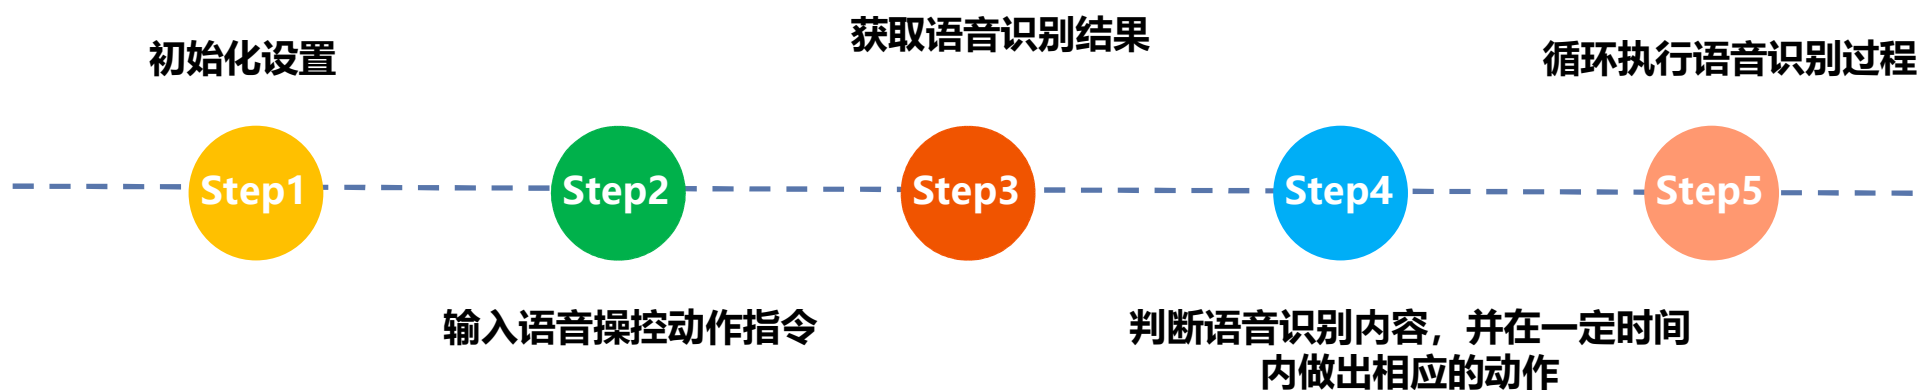 初始化设置
获取语音识别结果
循环执行语音识别过程
Step1
Step2
Step3
Step4
Step5
输入语音操控动作指令
判断语音识别内容，并在一定时间
内做出相应的动作